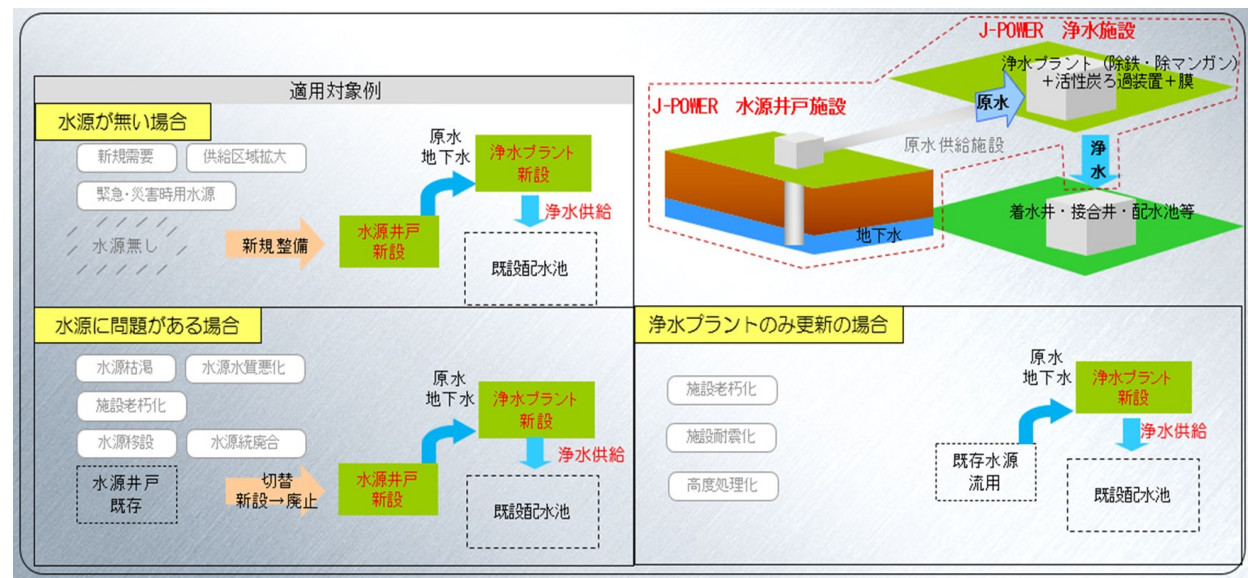 適用対象例
水源が無い場合
新規需要
供給区域拡大
緊急・災害時用水源
水源無し
新規整備
水源井戸
新設
原水
地下水
浄水プラント
新設
浄水供給
既設配水池
J-POWER 浄水施設
浄水プラント（除鉄・除マンガン）
＋活性炭ろ過装置＋膜
J-POWER 水源井戸施設
原水
原水供給施設
浄
水
着水井・接合井・配水池等
地下水
水源に問題がある場合
水源枯渇
水源水質悪化
施設老朽化
水源移設
水源統廃合
水源井戸
既存
切替
新設→廃止
水源井戸
新設
原水
地下水
浄水プラント
新設
浄水供給
既設配水池
浄水プラントのみ更新の場合
施設老朽化
施設耐震化
高度処理化
既存水源
流用
原水
地下水
浄水プラント
新設
浄水供給
既設配水池